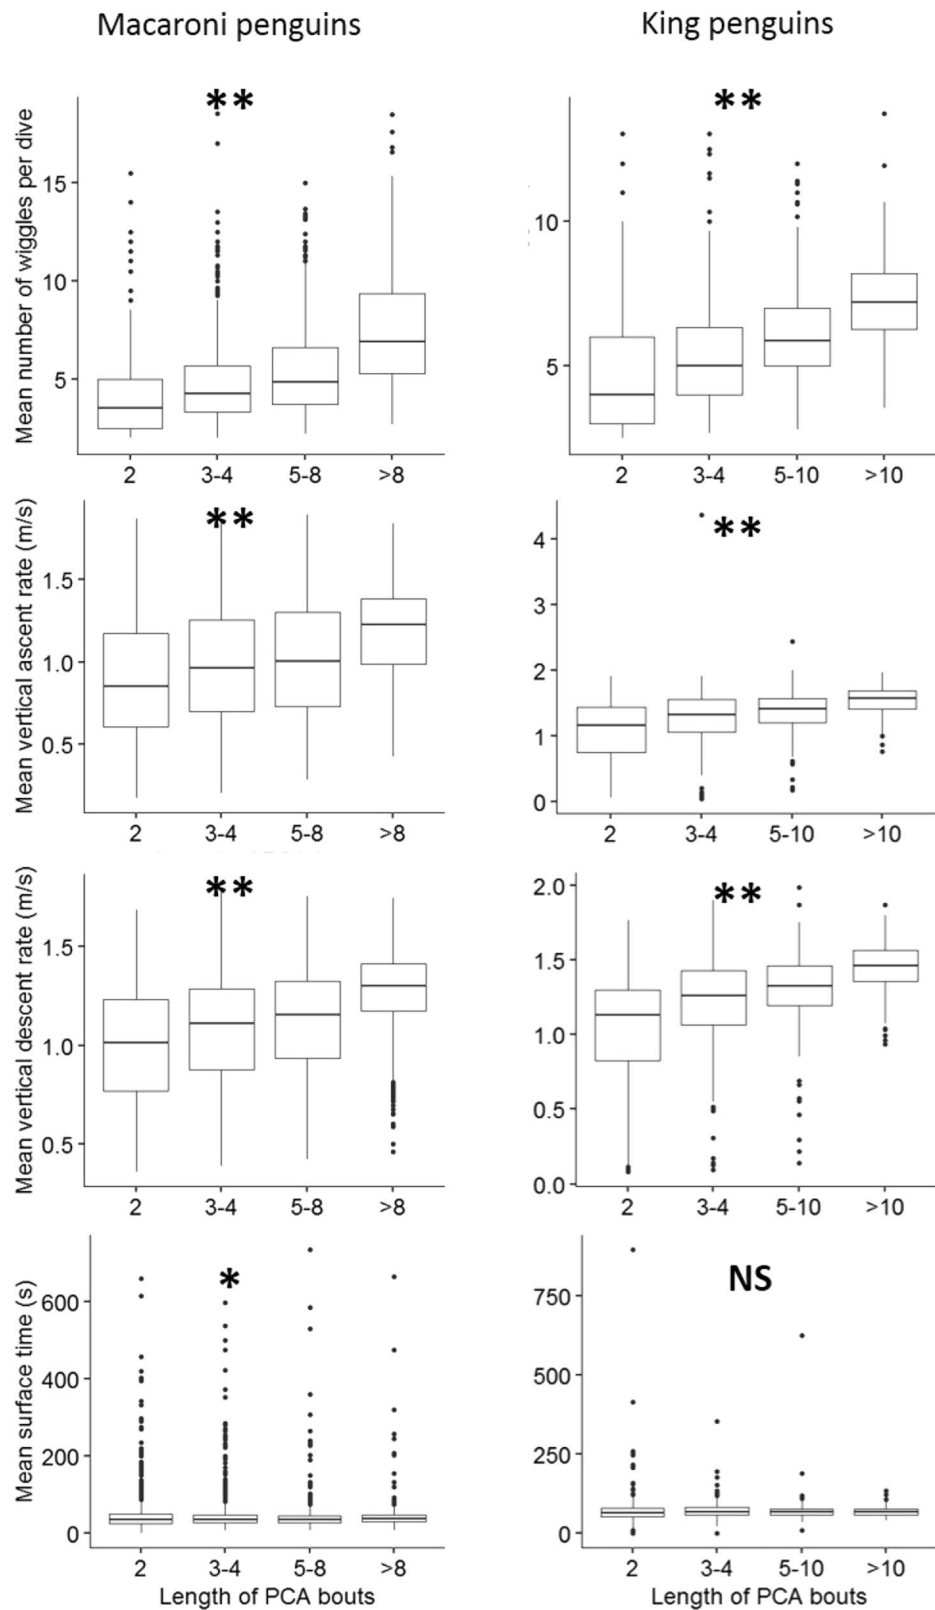 Macaroni penguins King penguins
Mean number of wiggles per dive
**
15
10
5
2 3-4 5-8 >8
**
10
5
2 3-4 5-10 >10
Mean vertical ascent rate (m/s)
**
1.5
1.0
0.5
2 3-4 5-8 >8
**
4
3
2
1
0
2 3-4 5-10 >10
Mean vertical descent rate (m/s)
**
1.5
1.0
0.5
2 3-4 5-8 >8
**
2.0
1.5
1.0
0.5
0.0
2 3-4 5-10 >10
Mean surface time (s)
*
600
400
200
0
2 3-4 5-8 >8
Length of PCA bouts
NS
750
500
250
0
2 3-4 5-10 >10
Length of PCA bouts